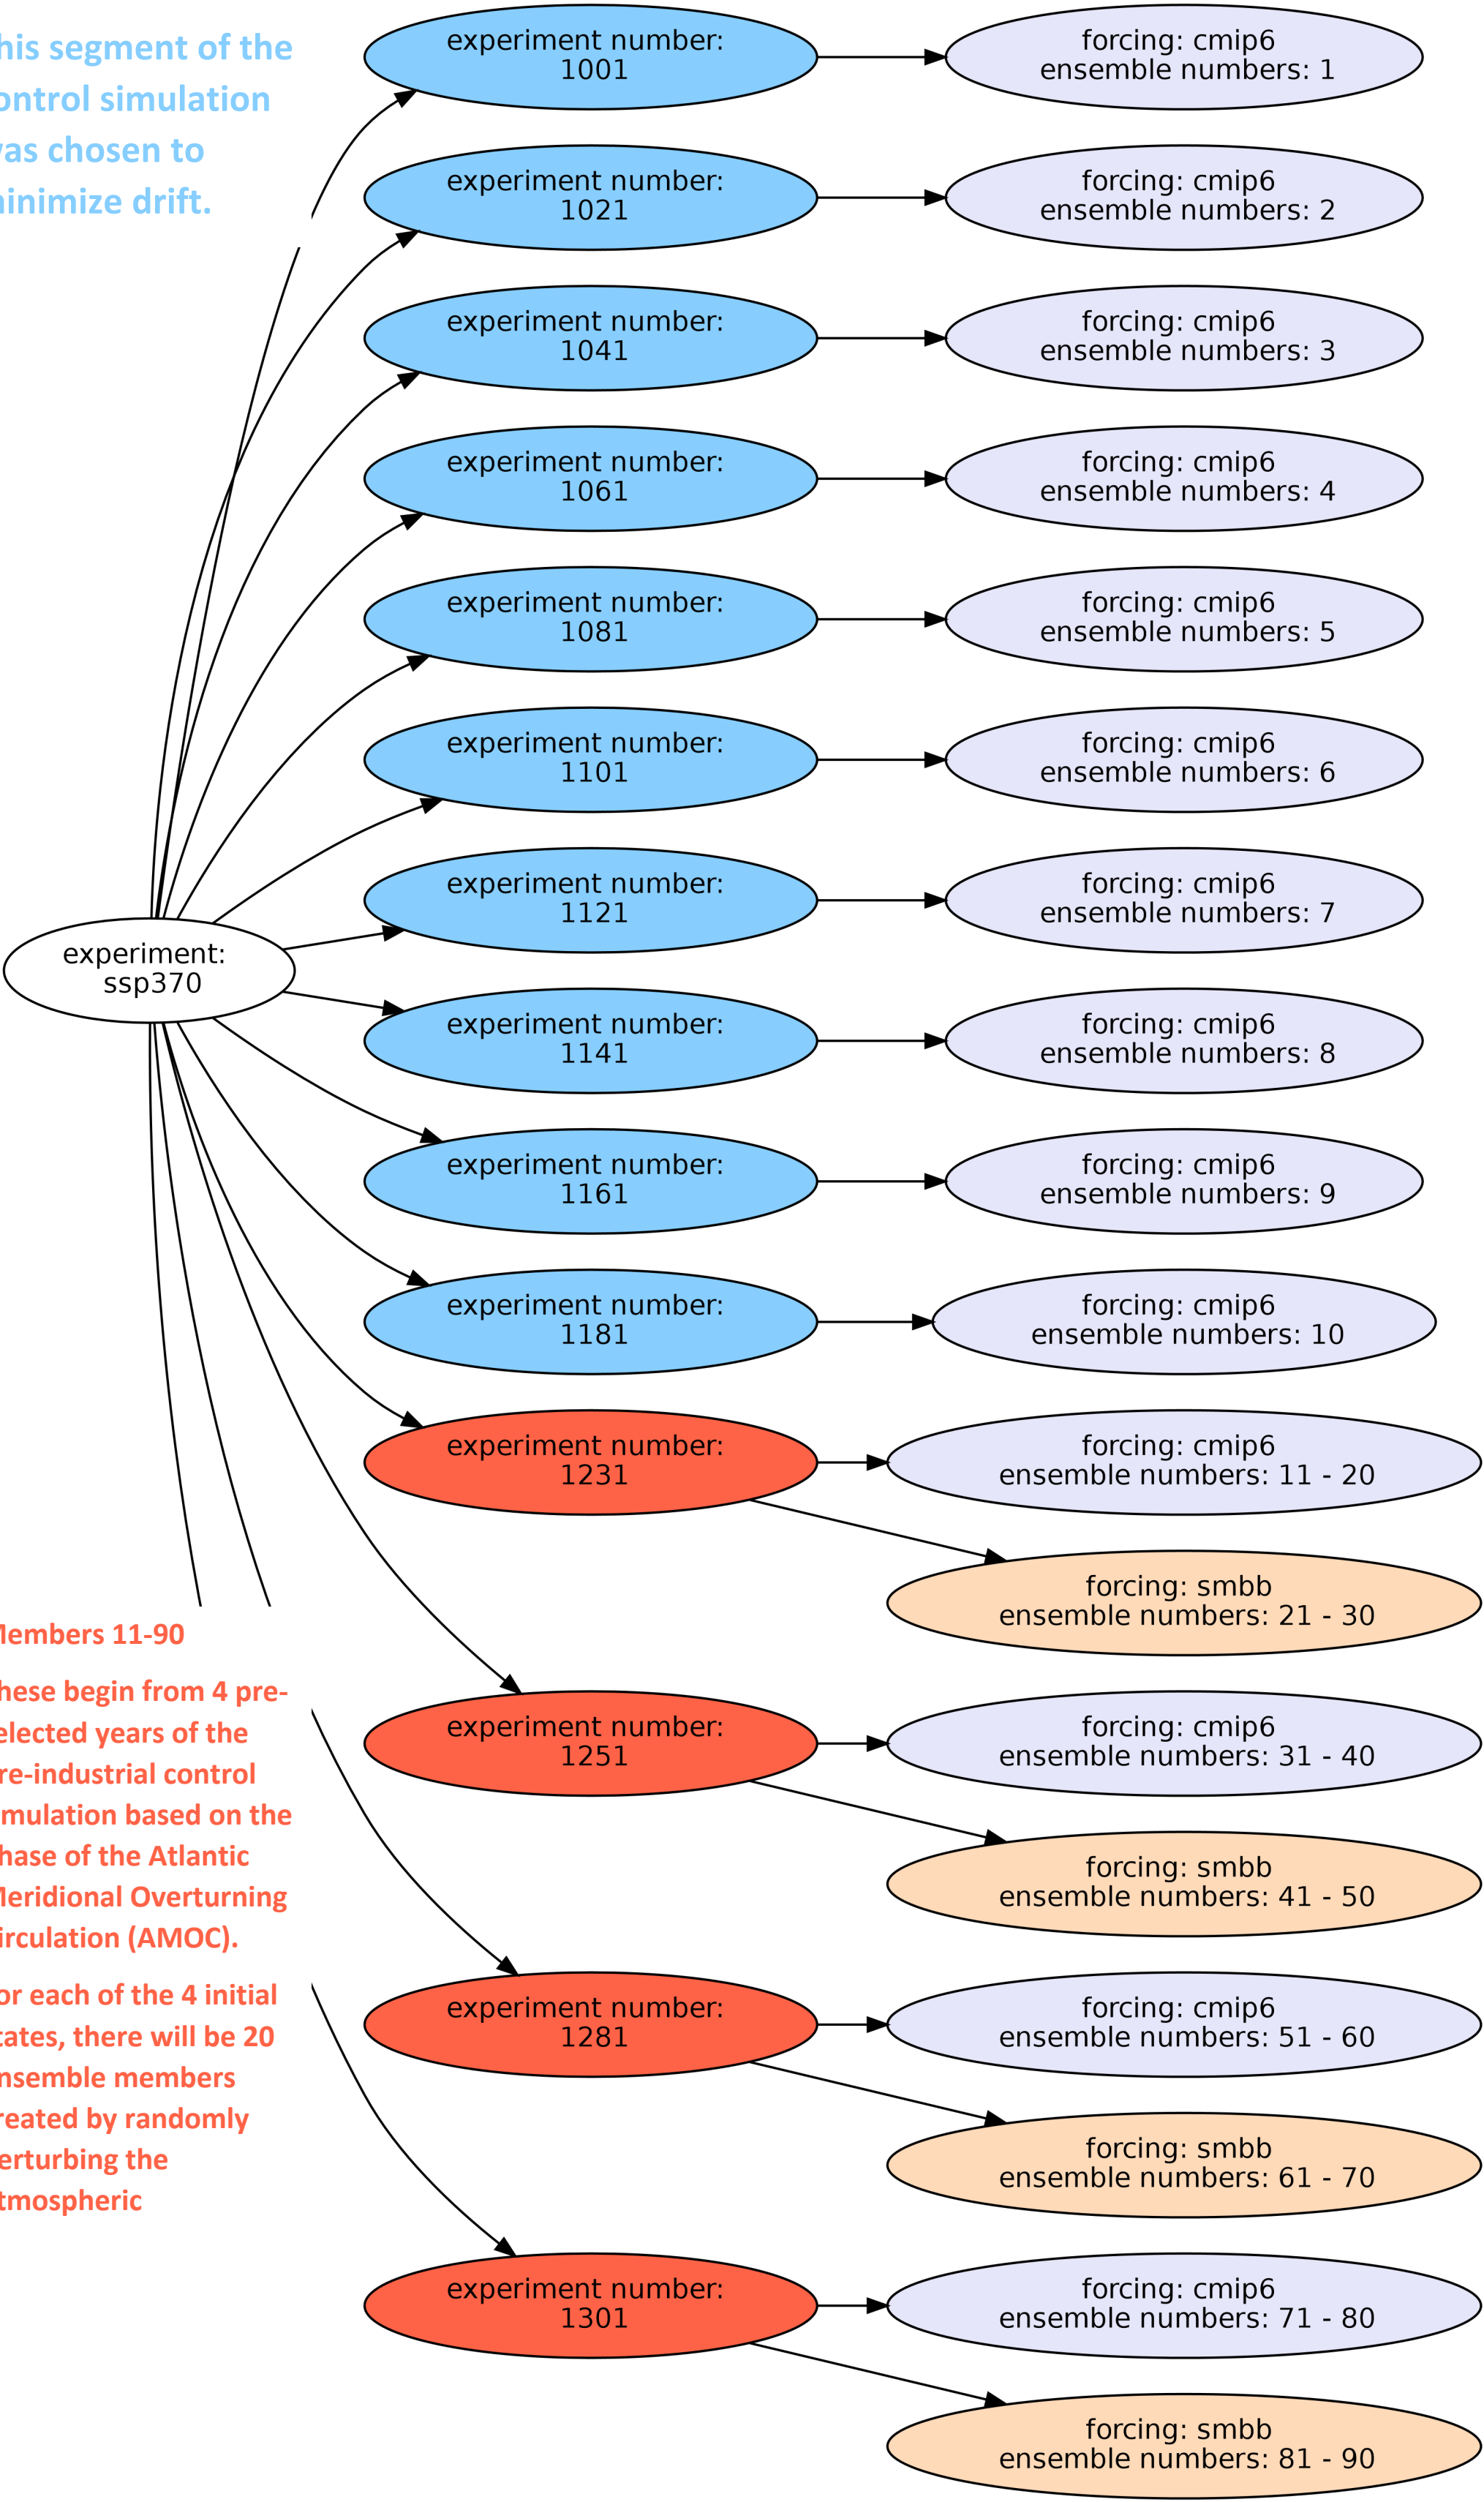 his segment of the
ontrol simulation
was chosen to
minimize drift.
experiment number:
1001
forcing: cmip6
ensemble numbers: 1
experiment number:
1021
forcing: cmip6
ensemble numbers: 2
experiment number:
1041
forcing: cmip6
ensemble numbers: 3
experiment number:
1061
forcing: cmip6
ensemble numbers: 4
experiment number:
1081
forcing: cmip6
ensemble numbers: 5
experiment number:
1101
forcing: cmip6
ensemble numbers: 6
experiment number:
1121
forcing: cmip6
ensemble numbers: 7
experiment:
ssp370
experiment number:
1141
forcing: cmip6
ensemble numbers: 8
experiment number:
1161
forcing: cmip6
ensemble numbers: 9
experiment number:
1181
forcing: cmip6
ensemble numbers: 10
experiment number:
1231
forcing: cmip6
ensemble numbers: 11 - 20
forcing: smbb
ensemble numbers: 21 - 30
Members 11-90
hese begin from 4 pre-
elected years of the
re-industrial control
imulation based on the
hase of the Atlantic
Meridional Overturning
irculation (AMOC).
or each of the 4 initial
tates, there will be 20
nsemble members
reated by randomly
erturbing the
tmospheric
experiment number:
1251
forcing: cmip6
ensemble numbers: 31 - 40
forcing: smbb
ensemble numbers: 41 - 50
experiment number:
1281
forcing: cmip6
ensemble numbers: 51 - 60
forcing: smbb
ensemble numbers: 61 - 70
experiment number:
1301
forcing: cmip6
ensemble numbers: 71 - 80
forcing: smbb
ensemble numbers: 81 - 90